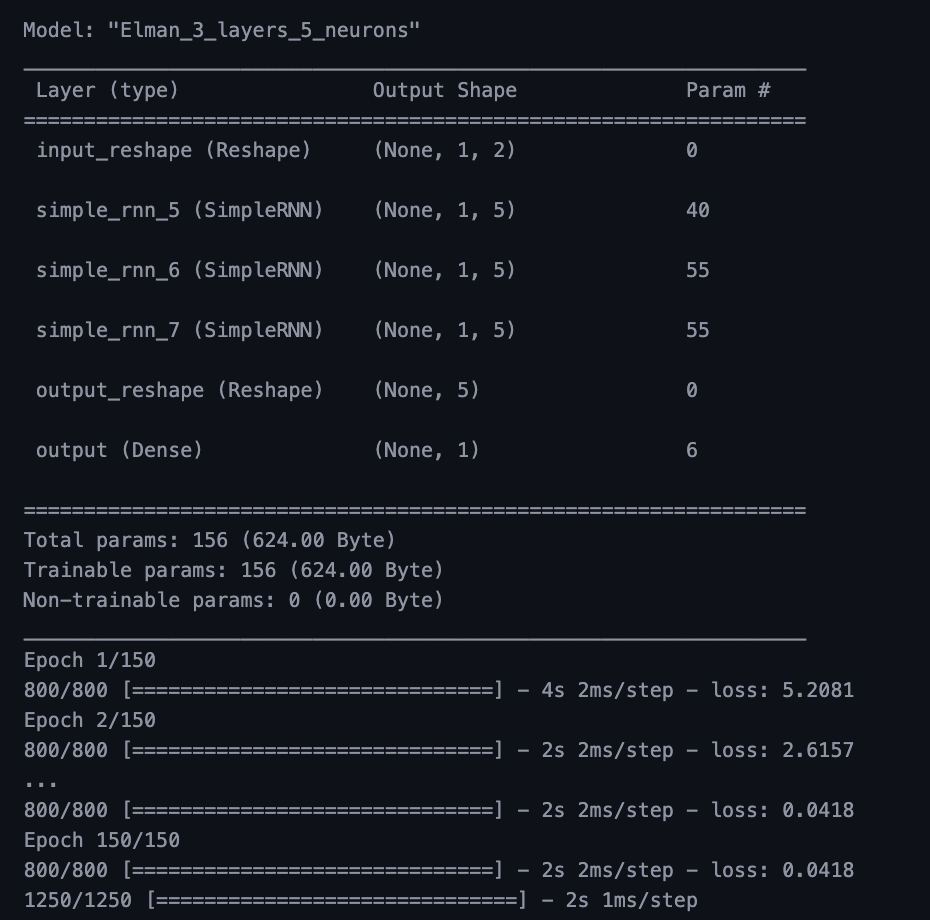 Model: "Elman_3_layers_5_neurons"
_________________________________________________________________
Layer (type) Output Shape Param #
=================================================================
input_reshape (Reshape) (None, 1, 2) 0
simple_rnn_5 (SimpleRNN) (None, 1, 5) 40
simple_rnn_6 (SimpleRNN) (None, 1, 5) 55
simple_rnn_7 (SimpleRNN) (None, 1, 5) 55
output_reshape (Reshape) (None, 5) 0
output (Dense) (None, 1) 6
=================================================================
Total params: 156 (624.00 Byte)
Trainable params: 156 (624.00 Byte)
Non-trainable params: 0 (0.00 Byte)
_________________________________________________________________
Epoch 1/150
800/800 [==============================] - 4s 2ms/step - loss: 5.2081
Epoch 2/150
800/800 [==============================] - 2s 2ms/step - loss: 2.6157
...
800/800 [==============================] - 2s 2ms/step - loss: 0.0418
Epoch 150/150
800/800 [==============================] - 2s 2ms/step - loss: 0.0418
1250/1250 [==============================] - 2s 1ms/step